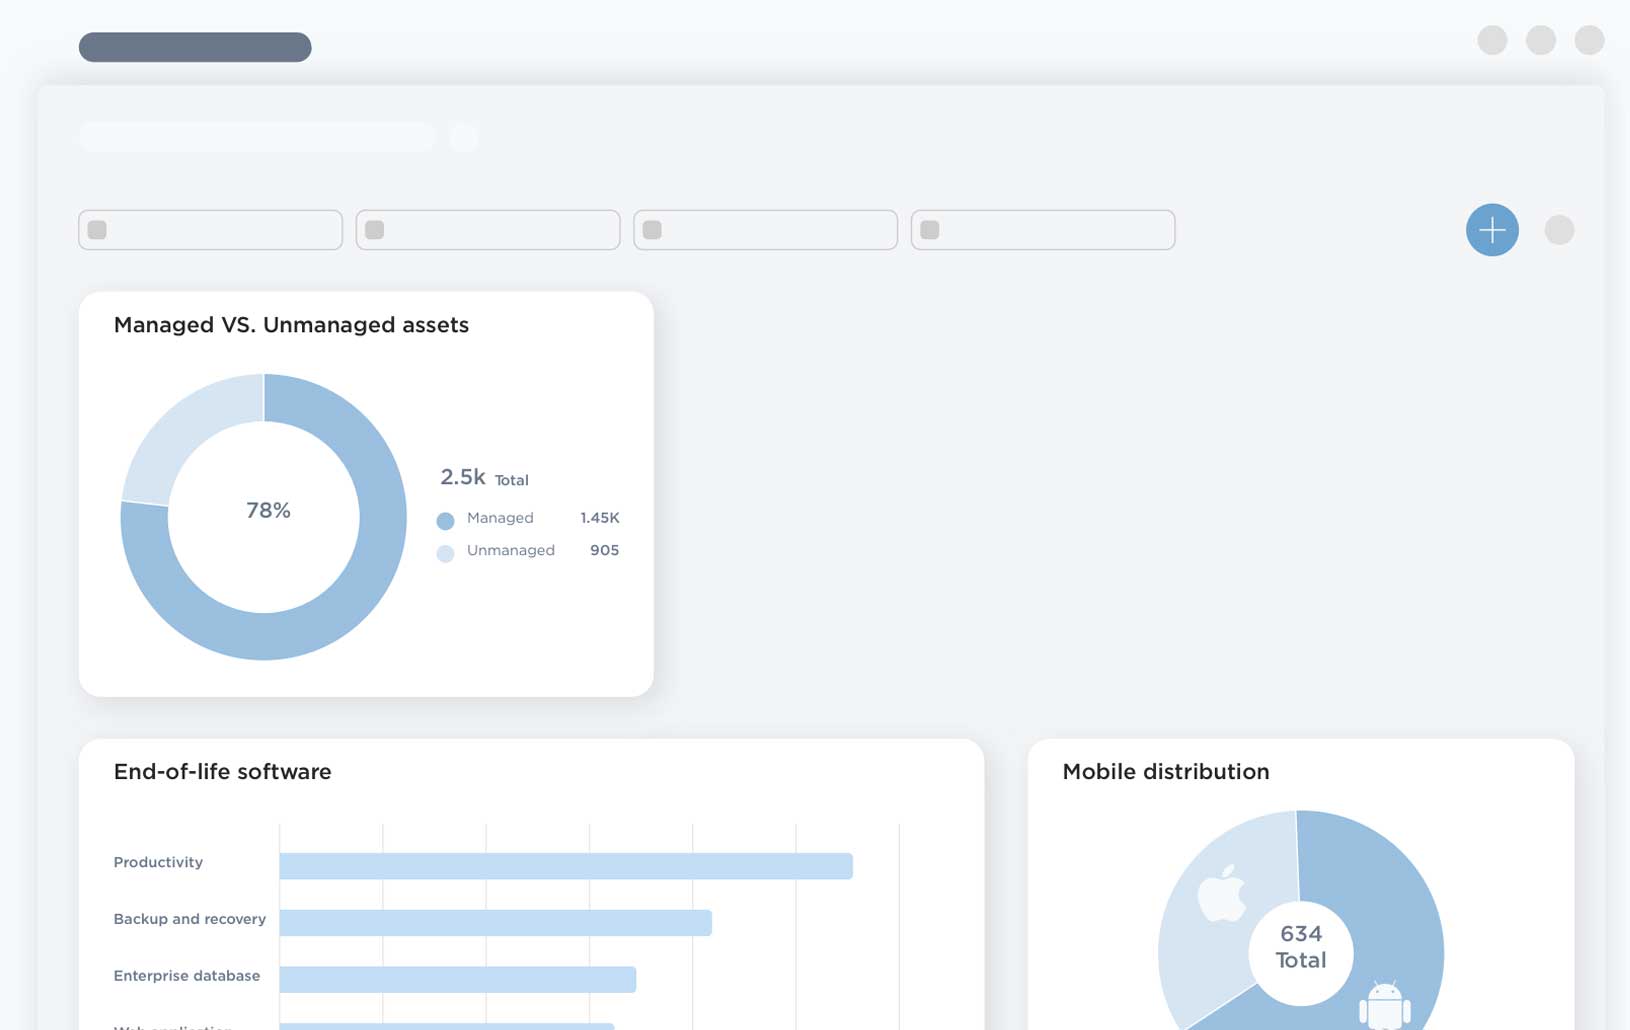 Managed VS. Unmanaged assets
78%
2.5k Total
Managed 1.45K
Unmanaged 905
End-of-life software
Productivity
Backup and recovery
Enterprise database
Mobile distribution
634
Total